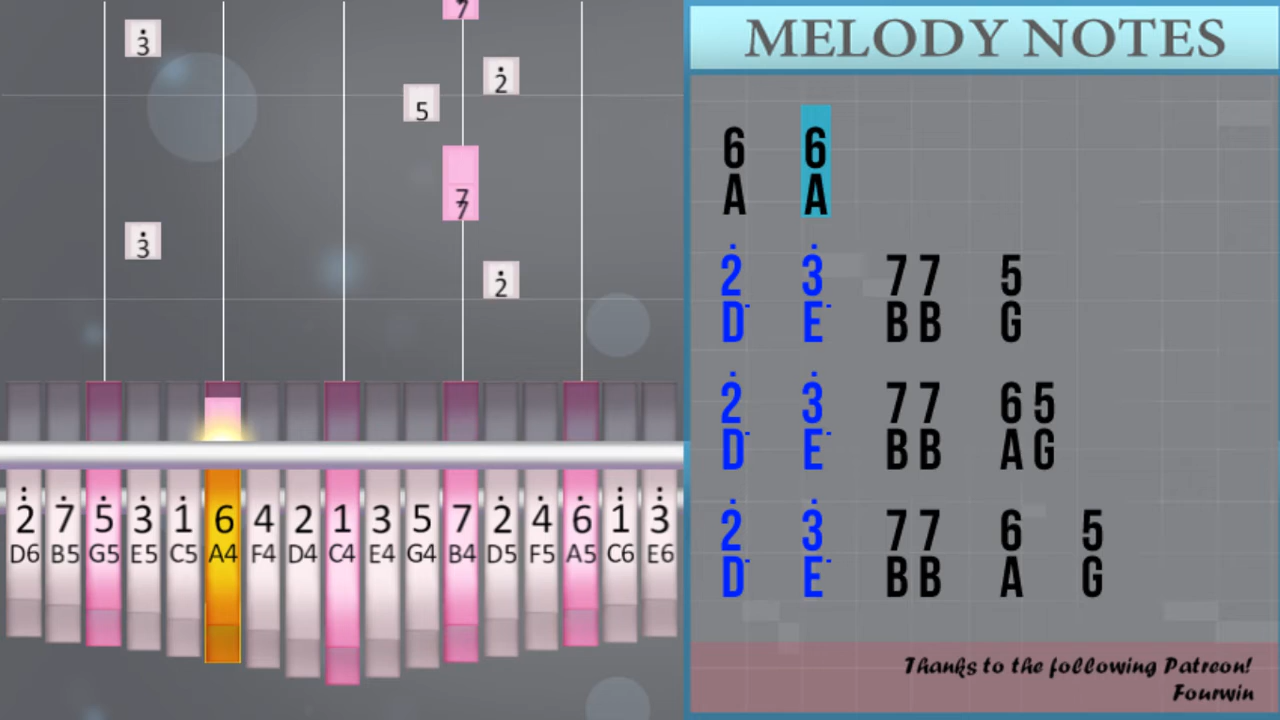 7
3̇
2̇
5
7
7
3̇
2̇
2̈ 7̇ 5̇ 3̇ 1̇ 6 4 2 1 3 5 7 2̇ 4̇ 6̇ 1̈ 3̈
D6 B5 G5 E5 C5 A4 F4 D4 C4 E4 G4 B4 D5 F5 A5 C6 E6
MELODY NOTES
6 6
A A
2̇ 3̇ 7 7 5
D˙ E˙ B B G
2̇ 3̇ 7 7 6 5
D˙ E˙ B B A G
2̇ 3̇ 7 7 6 5
D˙ E˙ B B A G
Thanks to the following Patreon!
Fourwin